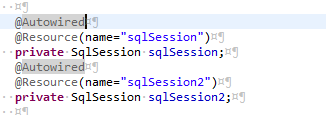 @Autowired
@Resource(name="sqlSession")
private SqlSession sqlSession;
@Autowired
@Resource(name="sqlSession2")
private SqlSession sqlSession2;